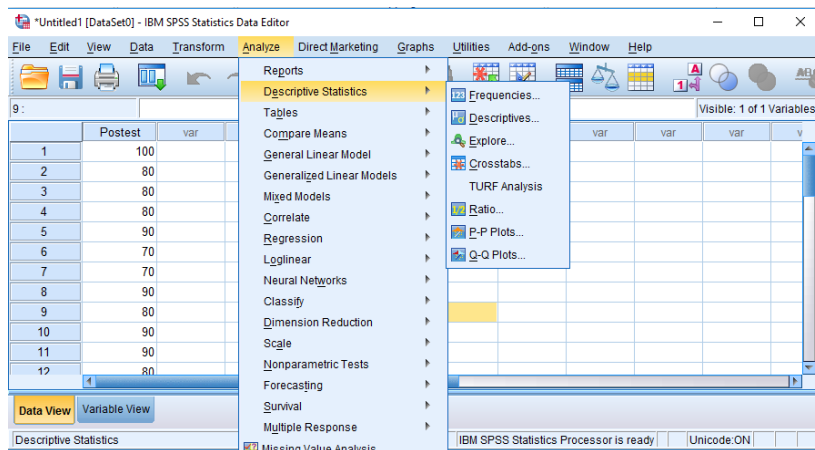 *Untitled1 [DataSet0] - IBM SPSS Statistics Data Editor
File Edit View Data Transform Analyze Direct Marketing Graphs Utilities Add-ons Window Help
9 :
Visible: 1 of 1 Variables
Postest var var var var
1 100
2 80
3 80
4 80
5 90
6 70
7 70
8 90
9 80
10 90
11 90
12 80
Reports
Descriptive Statistics
Tables
Compare Means
General Linear Model
Generalized Linear Models
Mixed Models
Correlate
Regression
Loglinear
Neural Networks
Classify
Dimension Reduction
Scale
Nonparametric Tests
Forecasting
Survival
Multiple Response
Missing Value Analysis
Frequencies...
Descriptives...
Explore...
Crosstabs...
TURF Analysis
Ratio...
P-P Plots...
Q-Q Plots...
Data View Variable View
Descriptive Statistics IBM SPSS Statistics Processor is ready Unicode:ON